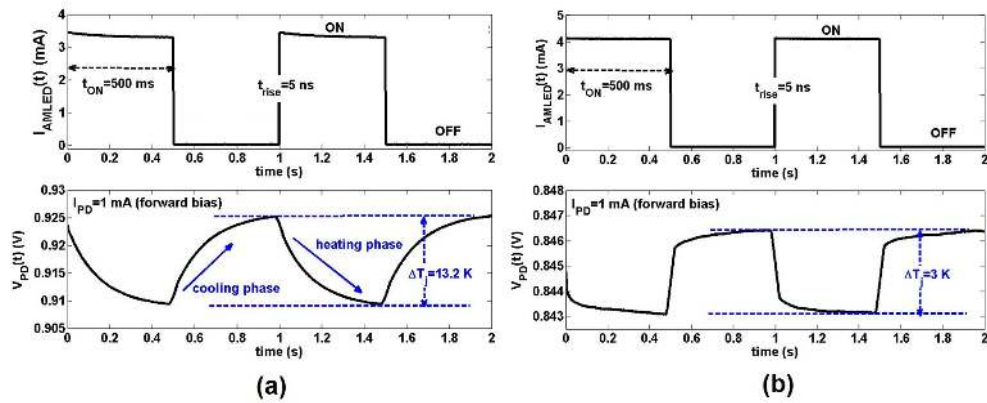 4
3
2
1
0
I_AMLED(t) (mA)
ON
t_ON=500 ms
t_rise=5 ns
OFF
0 0.2 0.4 0.6 0.8 1 1.2 1.4 1.6 1.8 2
time (s)
0.93
0.925
0.92
0.915
0.91
0.905
V_PD(t) (V)
I_PD=1 mA (forward bias)
heating phase
cooling phase
ΔT_j=13.2 K
0 0.2 0.4 0.6 0.8 1 1.2 1.4 1.6 1.8 2
time (s)
(a)
5
4
3
2
1
0
I_AMLED(t) (mA)
ON
t_ON=500 ms
t_rise=5 ns
OFF
0 0.2 0.4 0.6 0.8 1 1.2 1.4 1.6 1.8 2
time (s)
0.848
0.847
0.846
0.844
0.843
V_PD(t) (V)
I_PD=1 mA (forward bias)
ΔT_j=3 K
0 0.2 0.4 0.6 0.8 1 1.2 1.4 1.6 1.8 2
time (s)
(b)